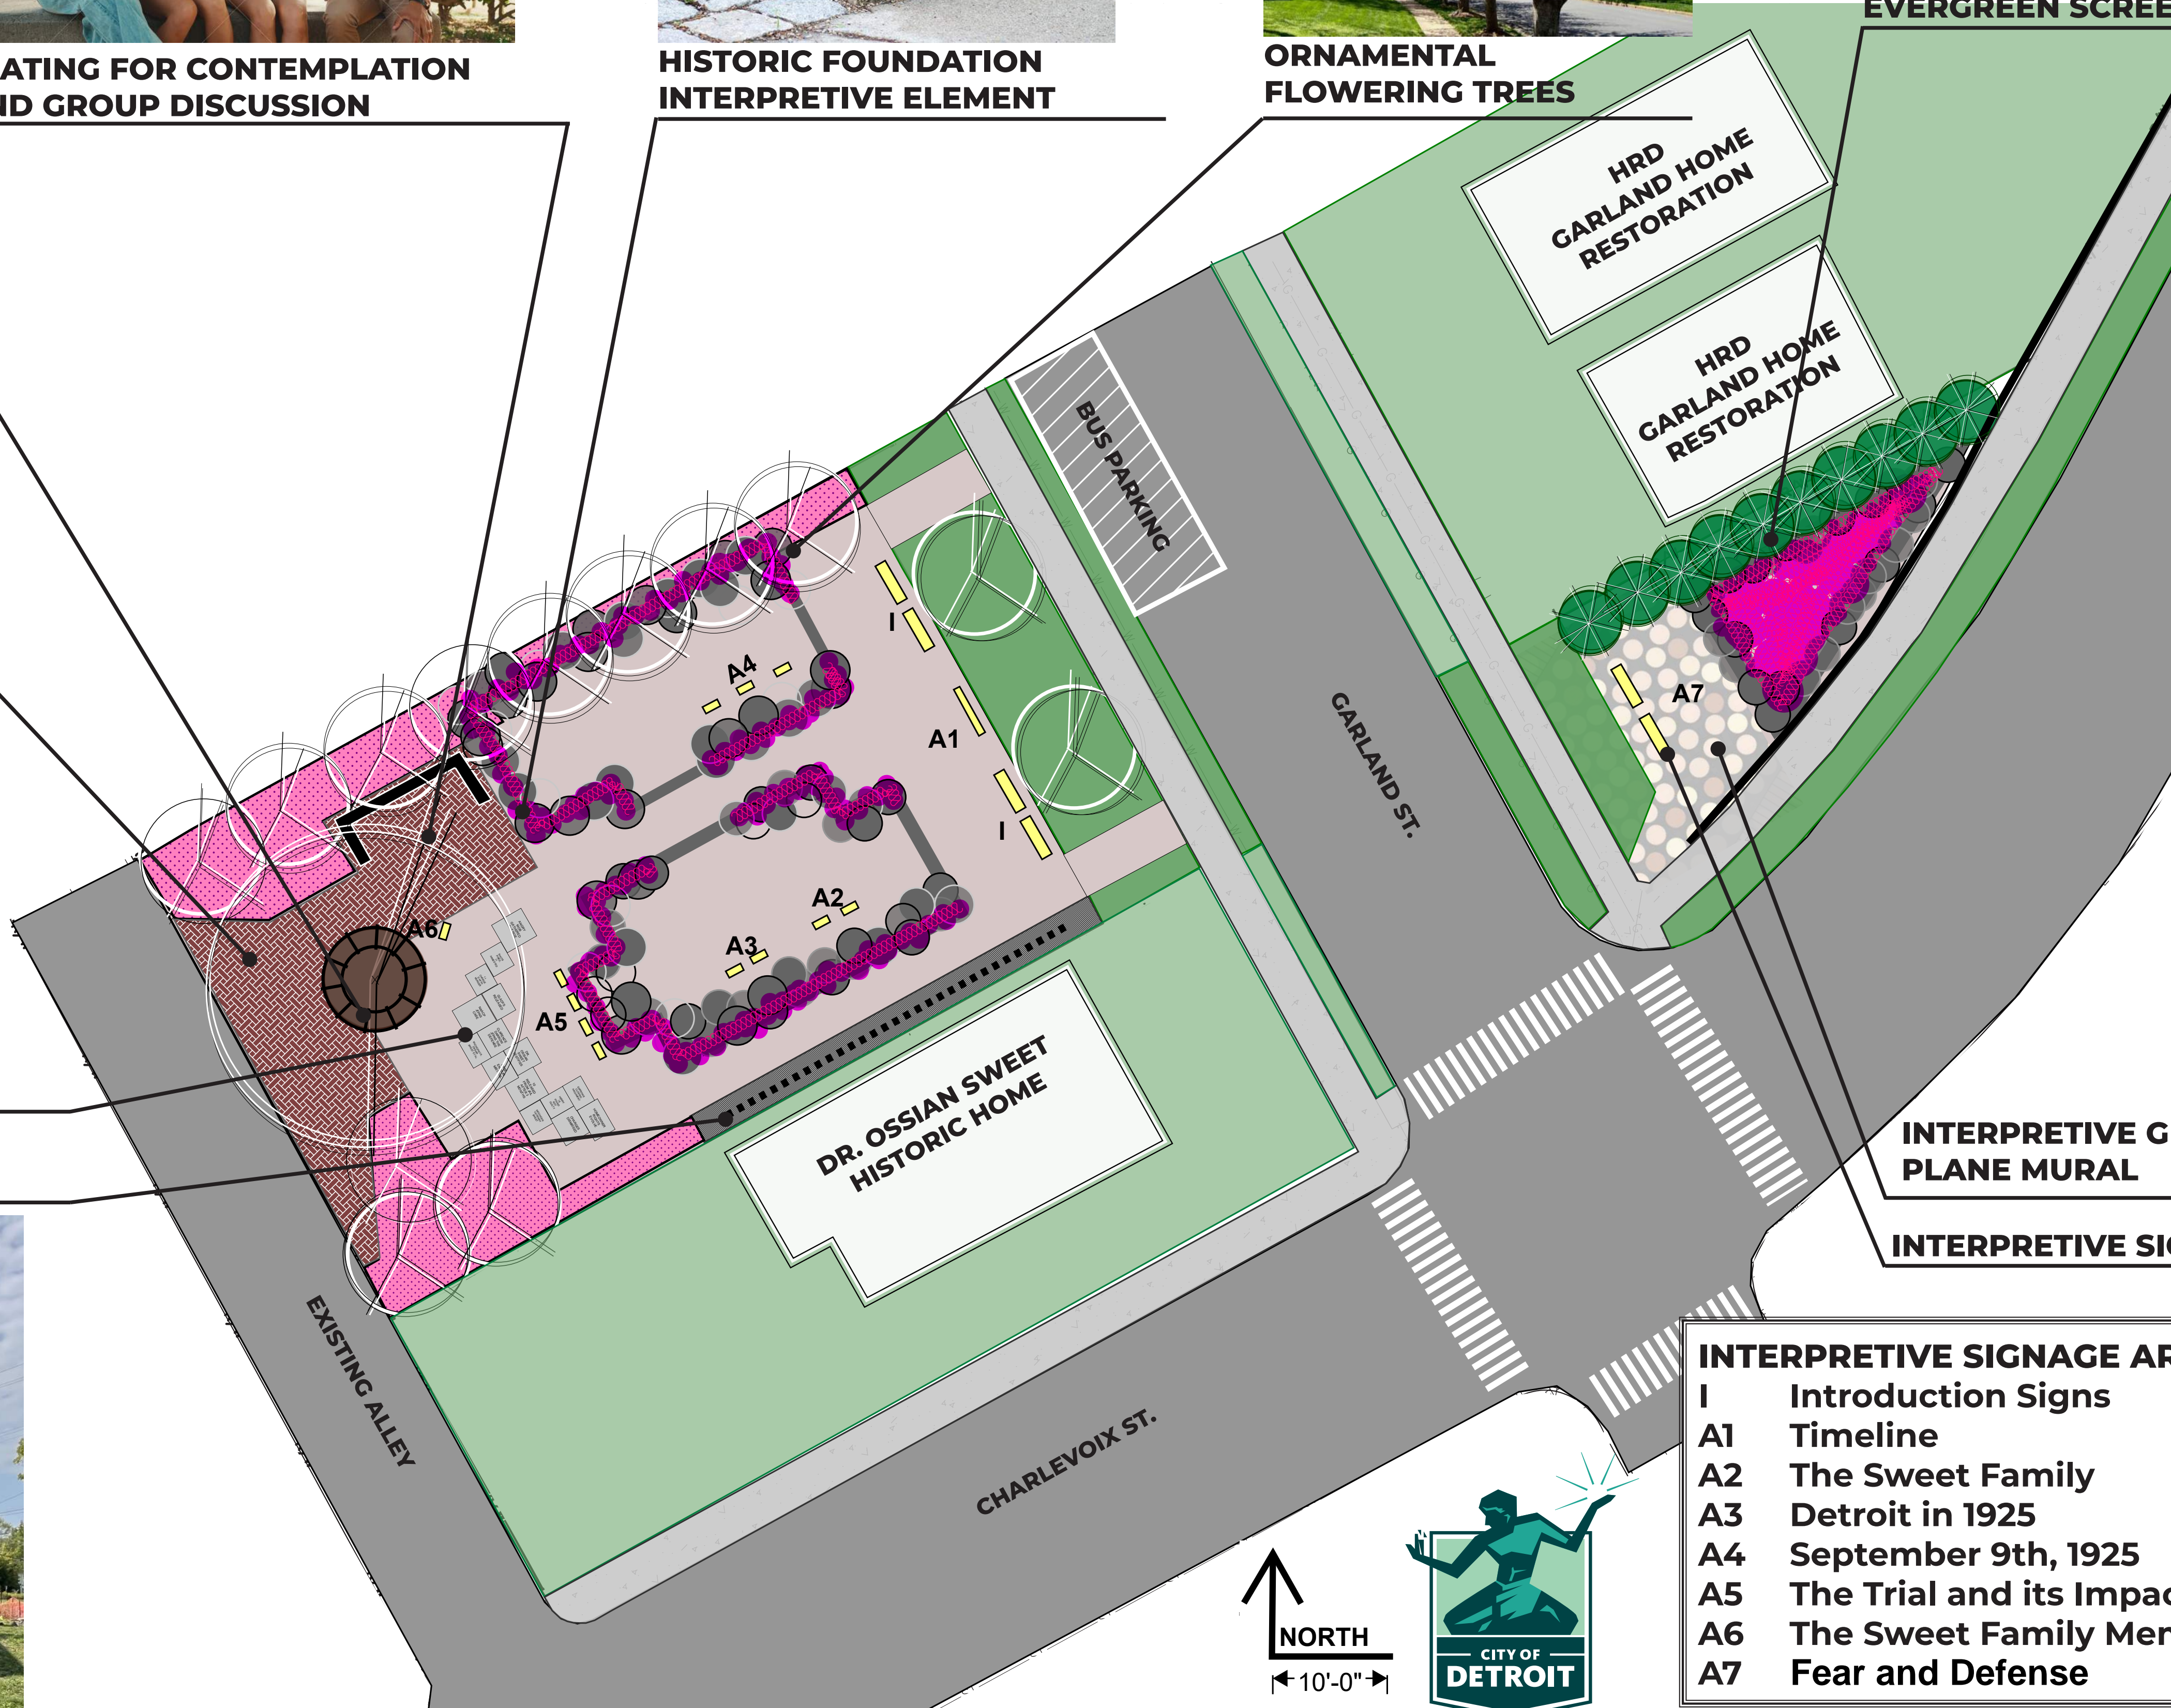 ATING FOR CONTEMPLATION
ND GROUP DISCUSSION
HISTORIC FOUNDATION
INTERPRETIVE ELEMENT
ORNAMENTAL
FLOWERING TREES
EVERGREEN SCREE
HRD
GARLAND HOME
RESTORATION
HRD
GARLAND HOME
RESTORATION
BUS PARKING
GARLAND ST.
I
A4
A1
I
A7
A2
A3
A6
A5
DR. OSSIAN SWEET
HISTORIC HOME
EXISTING ALLEY
CHARLEVOIX ST.
INTERPRETIVE G
PLANE MURAL
INTERPRETIVE SIG
NORTH
10'-0"
CITY OF
DETROIT
INTERPRETIVE SIGNAGE AR
I Introduction Signs
A1 Timeline
A2 The Sweet Family
A3 Detroit in 1925
A4 September 9th, 1925
A5 The Trial and its Impac
A6 The Sweet Family Mem
A7 Fear and Defense